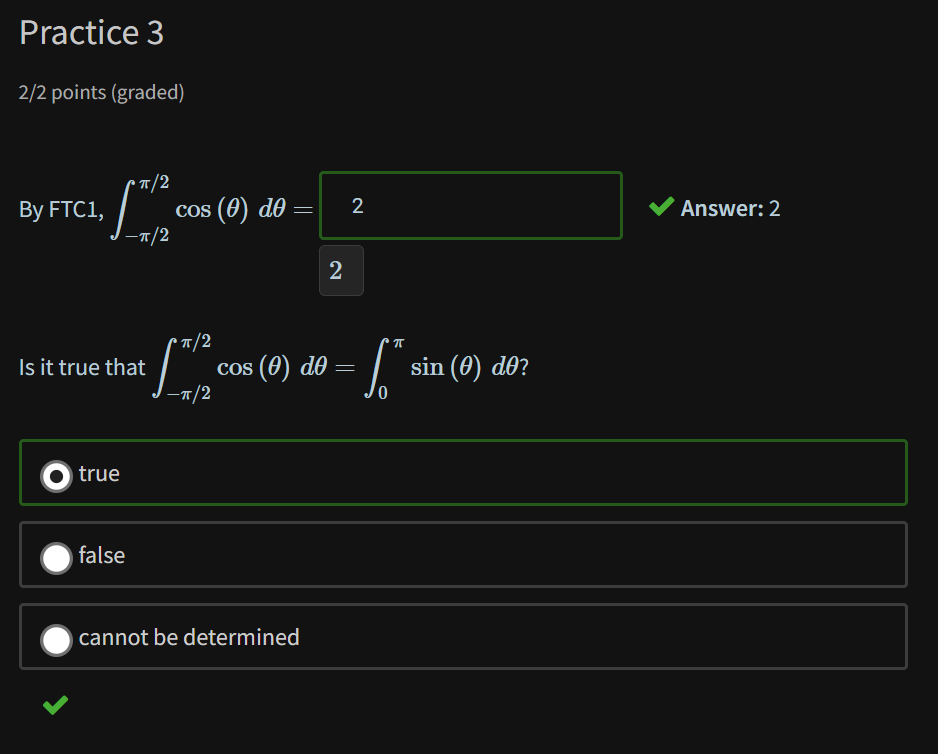 Practice 3
2/2 points (graded)
By FTC1, ∫_{−π/2}^{π/2} cos (θ) dθ = 2 Answer: 2
2
Is it true that ∫_{−π/2}^{π/2} cos (θ) dθ = ∫_{0}^{π} sin (θ) dθ?
true
false
cannot be determined